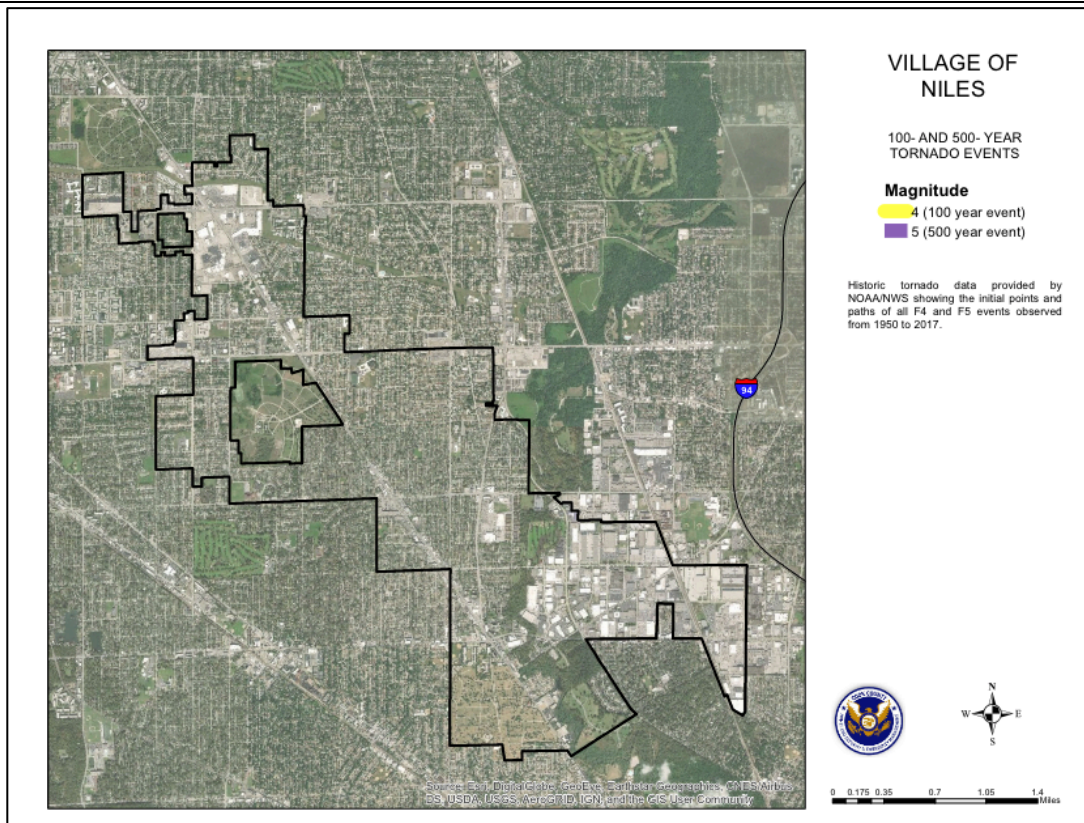 VILLAGE OF
NILES
100- AND 500- YEAR
TORNADO EVENTS
Magnitude
4 (100 year event)
5 (500 year event)
Historic tornado data provided by
NOAA/NWS showing the initial points and
paths of all F4 and F5 events observed
from 1950 to 2017.
94
N
W E
S
COOK COUNTY
Source: Esri, DigitalGlobe, GeoEye, Earthstar Geographics, CNES/Airbus
DS, USDA, USGS, AeroGRID, IGN, and the GIS User Community
0 0.175 0.35 0.7 1.05 1.4
Miles